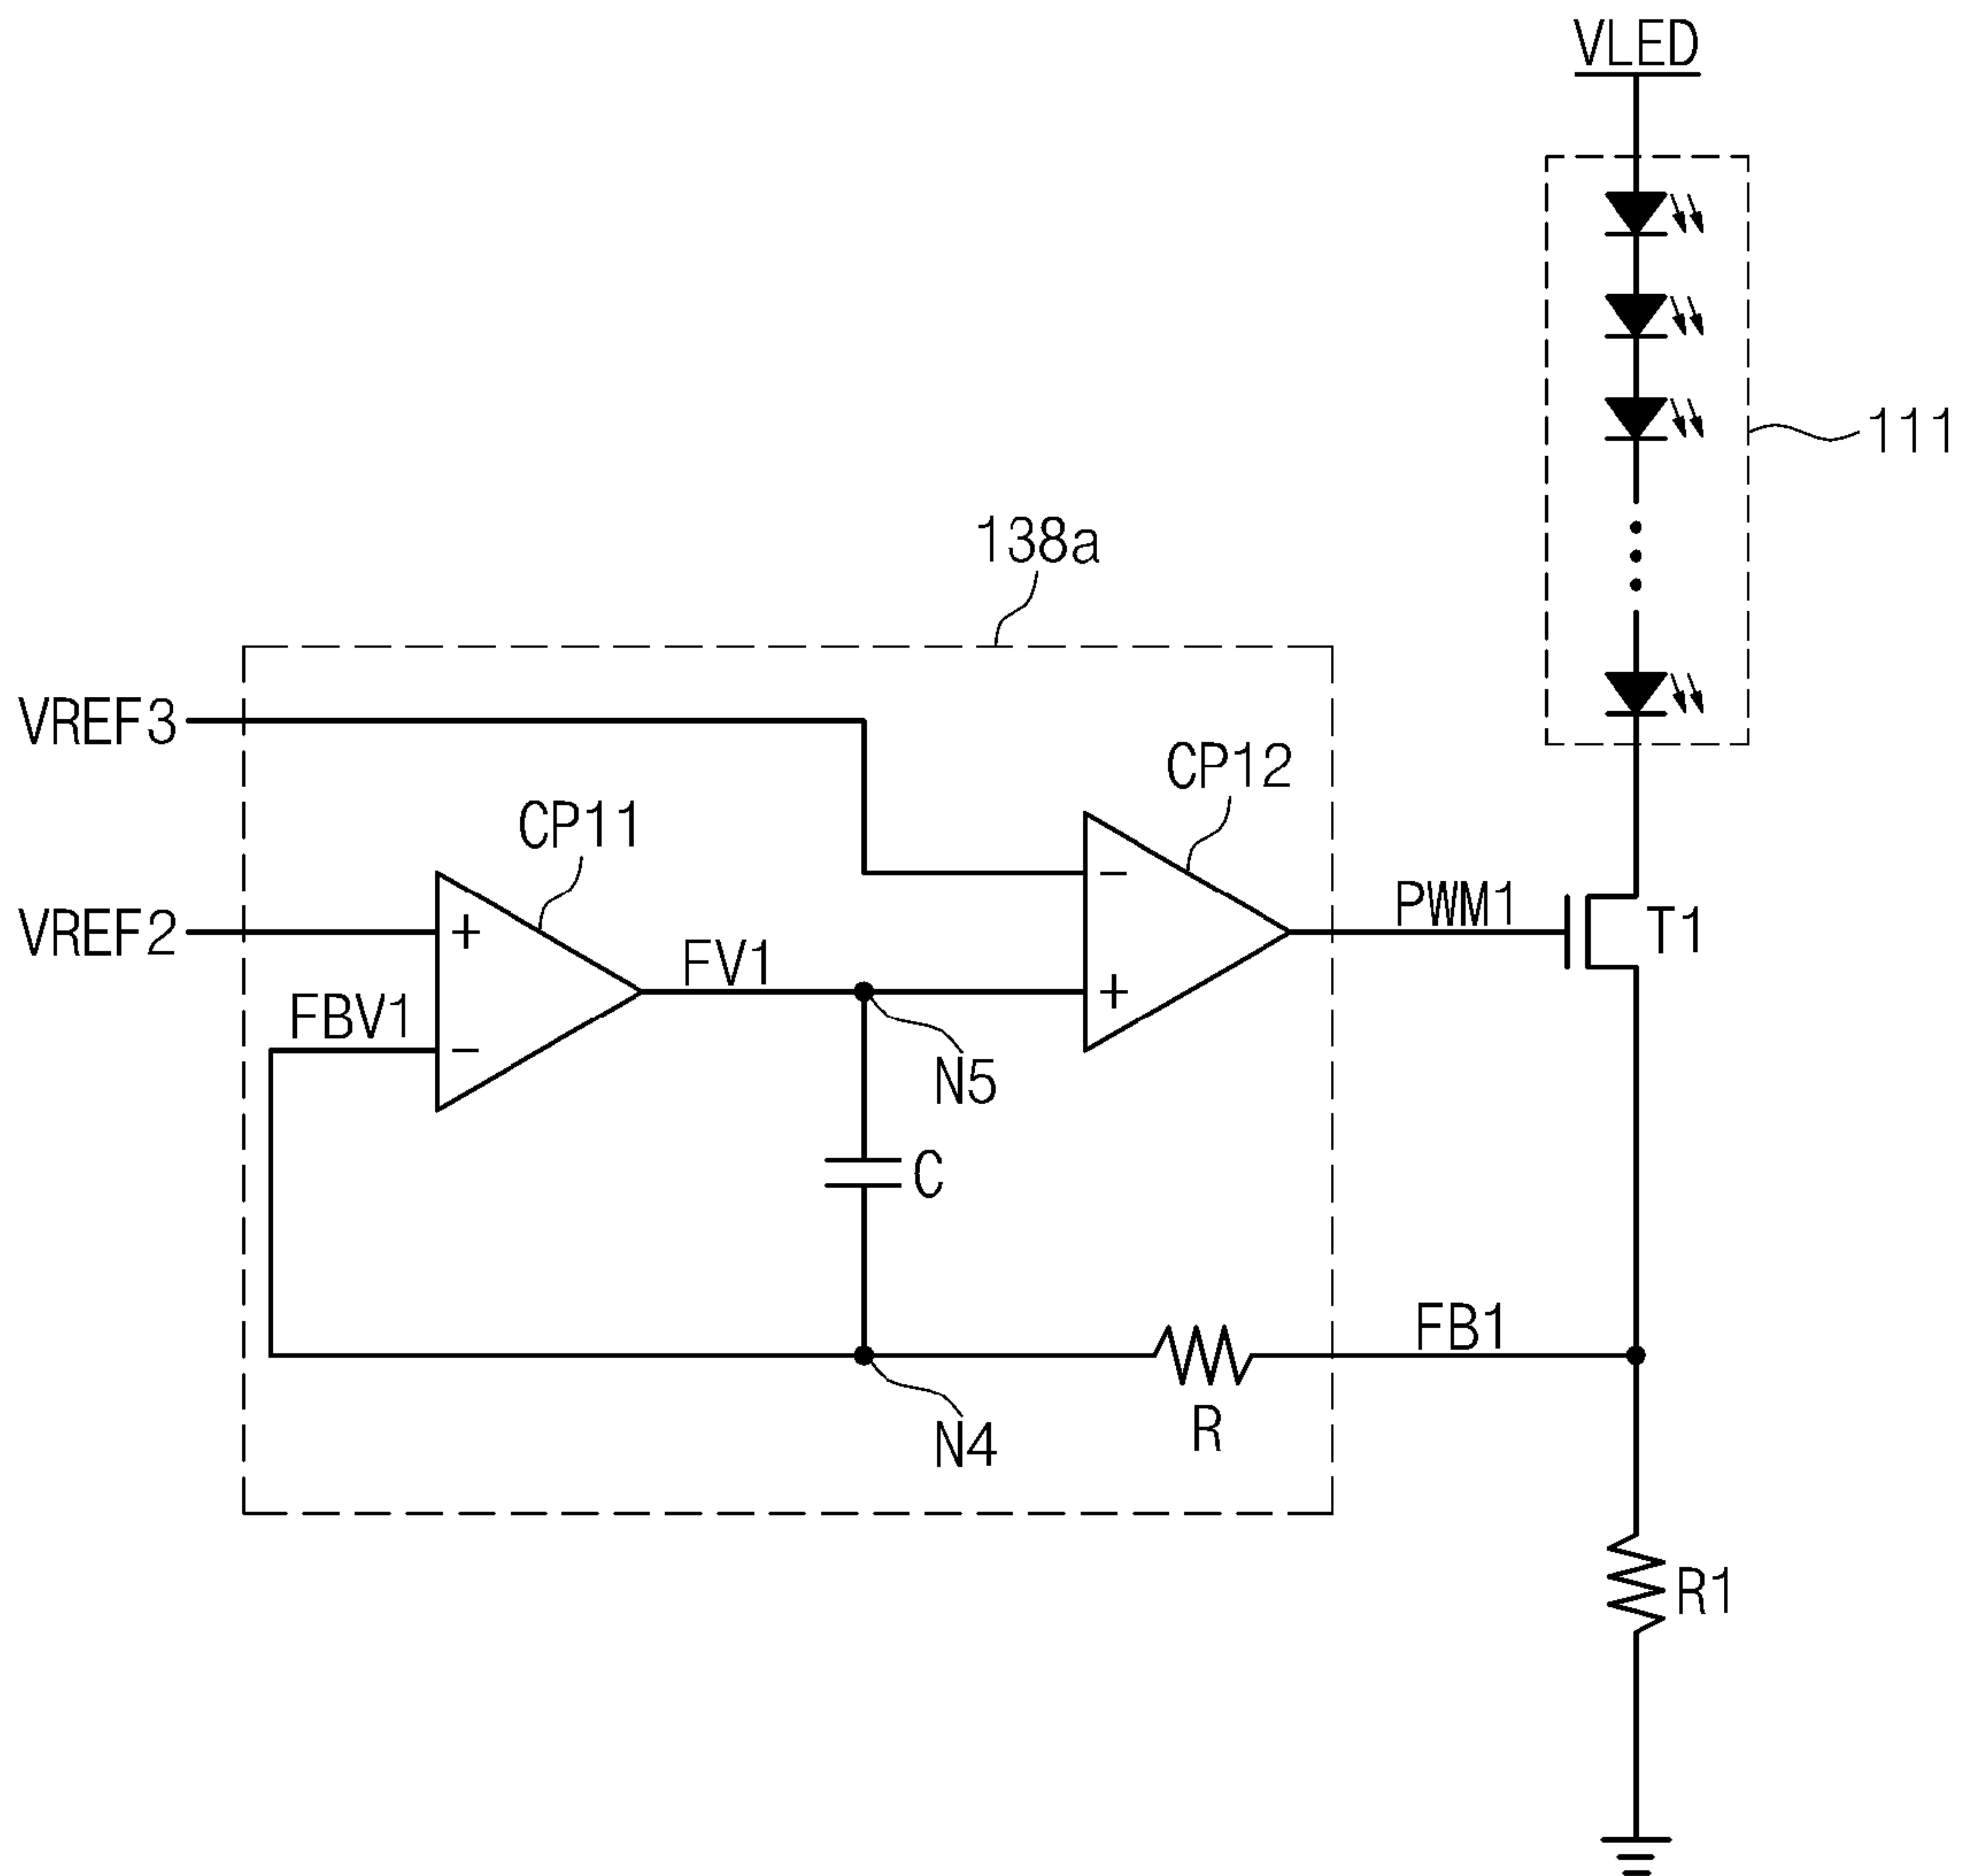 VLED
111
138a
VREF3
CP12
CP11
PWM1
T1
VREF2
FV1
FBV1
+
-
-
+
N5
C
FB1
R
N4
R1